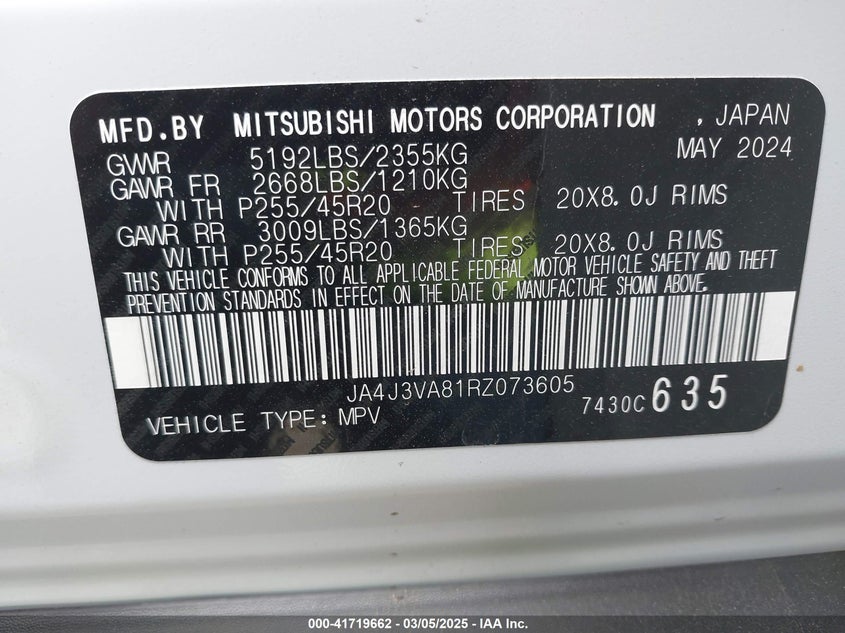 MFD.BY MITSUBISHI MOTORS CORPORATION , JAPAN
GVWR 5192LBS/2355KG MAY 2024
GAWR FR 2668LBS/1210KG
WITH P255/45R20 TIRES 20X8.0J RIMS
GAWR RR 3009LBS/1365KG
WITH P255/45R20 TIRES 20X8.0J RIMS
THIS VEHICLE CONFORMS TO ALL APPLICABLE FEDERAL MOTOR VEHICLE SAFETY AND THEFT
PREVENTION STANDARDS IN EFFECT ON THE DATE OF MANUFACTURE SHOWN ABOVE.
JA4J3VA81RZ073605
VEHICLE TYPE: MPV 7430C 635
000-41719662 - 03/05/2025 - IAA Inc.